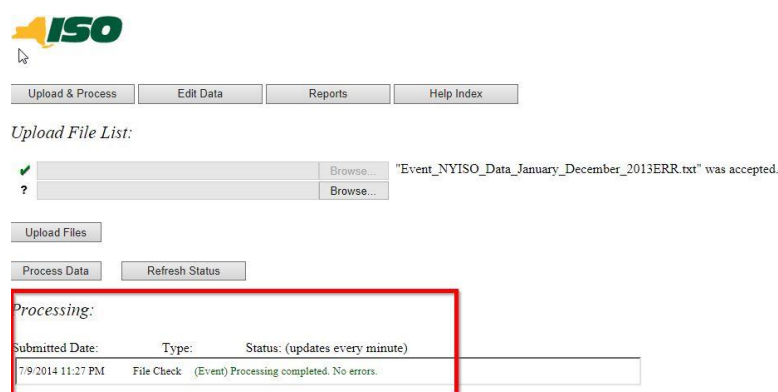 ISO
Upload & Process Edit Data Reports Help Index
Upload File List:
Browse... "Event_NYISO_Data_January_December_2013ERR.txt" was accepted.
? Browse...
Upload Files
Process Data Refresh Status
Processing:
Submitted Date: Type: Status: (updates every minute)
7/9/2014 11:27 PM File Check (Event) Processing completed. No errors.